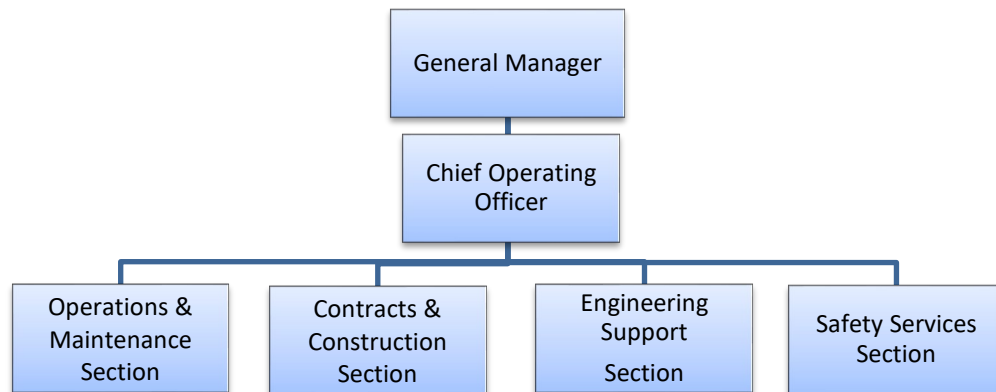 General Manager
Chief Operating
Officer
Operations &
Maintenance
Section
Contracts &
Construction
Section
Engineering
Support
Section
Safety Services
Section